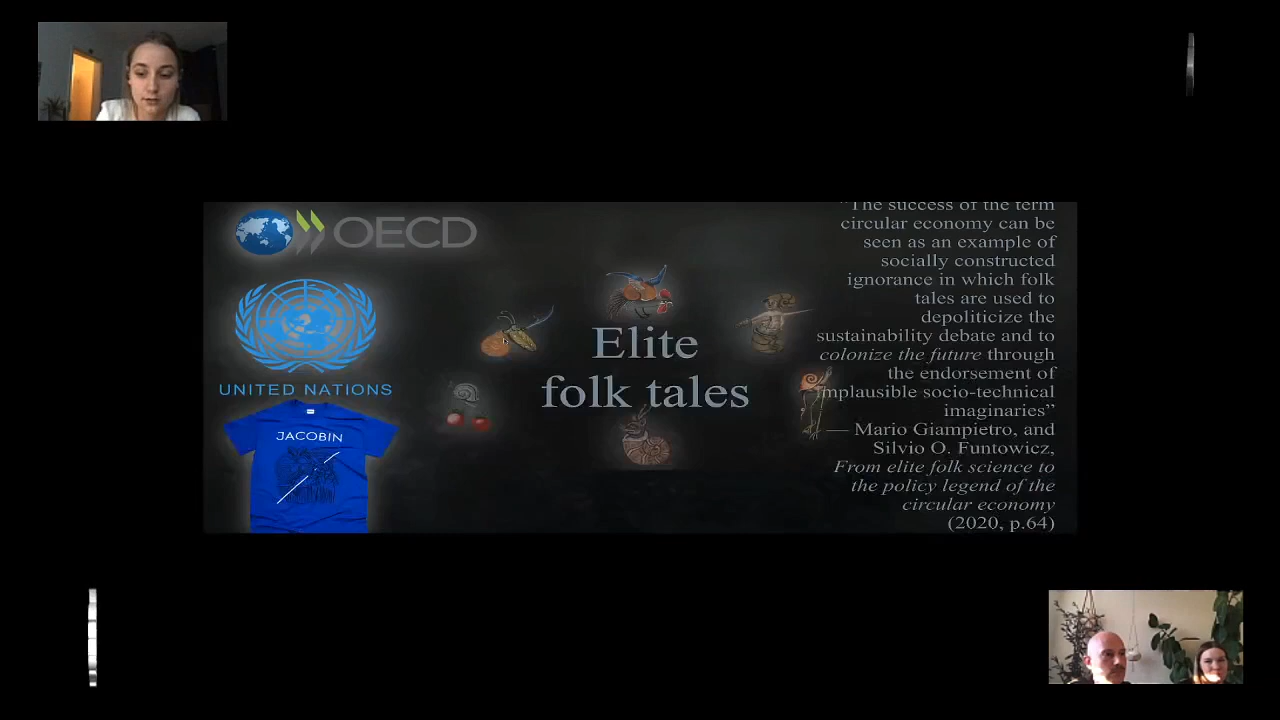 OECD
UNITED NATIONS
JACOBIN
Elite
folk tales
“The success of the term
circular economy can be
seen as an example of
socially constructed
ignorance in which folk
tales are used to
depoliticize the
sustainability debate and to
colonize the future through
the endorsement of
implausible socio-technical
imaginaries”
— Mario Giampietro, and
Silvio O. Funtowicz,
From elite folk science to
the policy legend of the
circular economy
(2020, p.64)